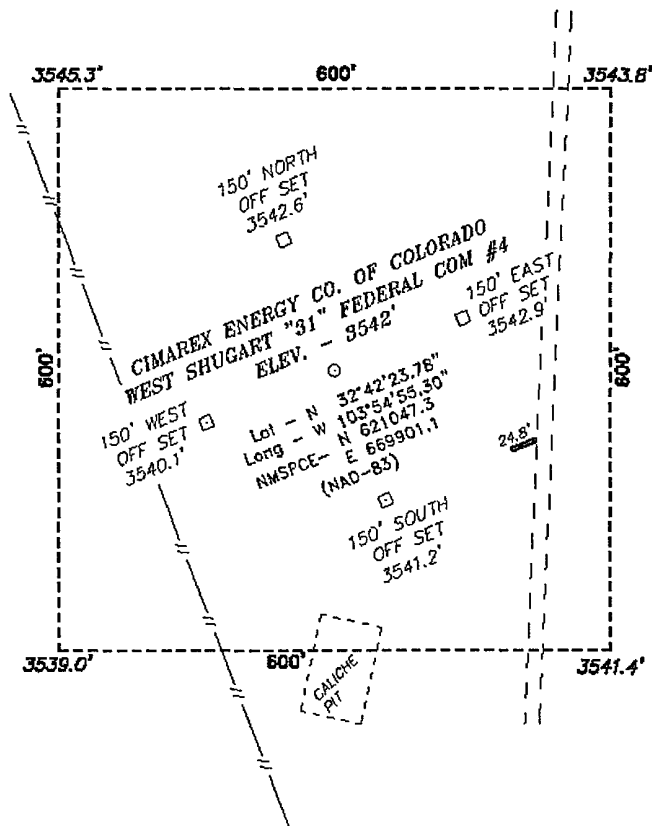 3545.3'
600'
3543.8'
150' NORTH
OFF SET
3542.6'
CIMAREX ENERGY CO. OF COLORADO
WEST SHUGART "31" FEDERAL COM #4
ELEV. - 3542'
150' EAST
OFF SET
3542.9'
600'
600'
150' WEST
OFF SET
3540.1'
Lat - N 32°42'23.78"
Long - W 103°54'55.30"
NMSPCE- N 621047.3
E 669901.1
(NAD-83)
24.8'
150' SOUTH
OFF SET
3541.2'
3539.0'
600'
3541.4'
CALICHE
PIT